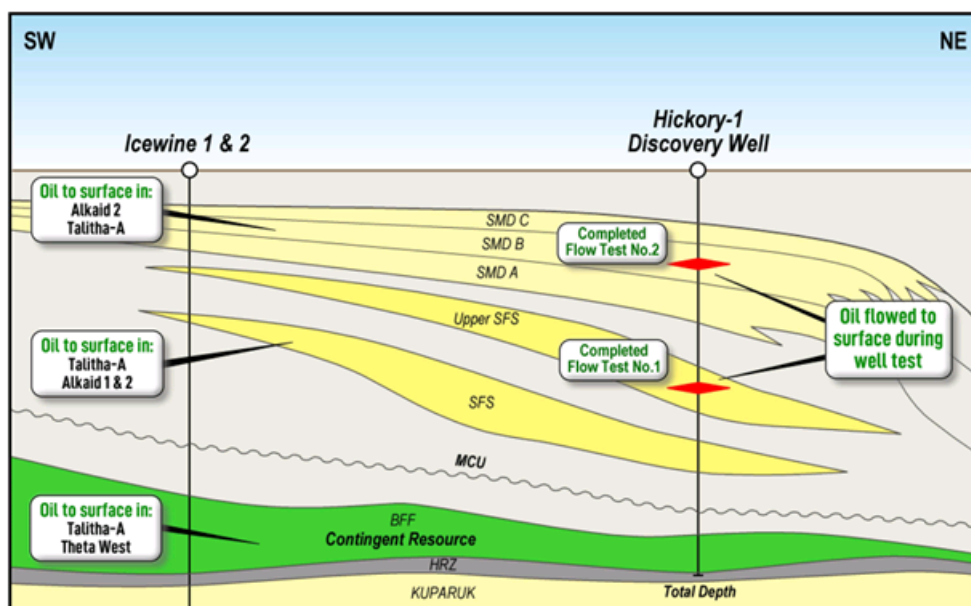 SW
NE
Icewine 1 & 2
Hickory-1
Discovery Well
Oil to surface in:
Alkaid 2
Talitha-A
SMD C
SMD B
SMD A
Completed
Flow Test No.2
Upper SFS
Oil flowed to
surface during
well test
Oil to surface in:
Talitha-A
Alkaid 1 & 2
Completed
Flow Test No.1
SFS
MCU
Oil to surface in:
Talitha-A
Theta West
BFF
Contingent Resource
HRZ
KUPARUK
Total Depth